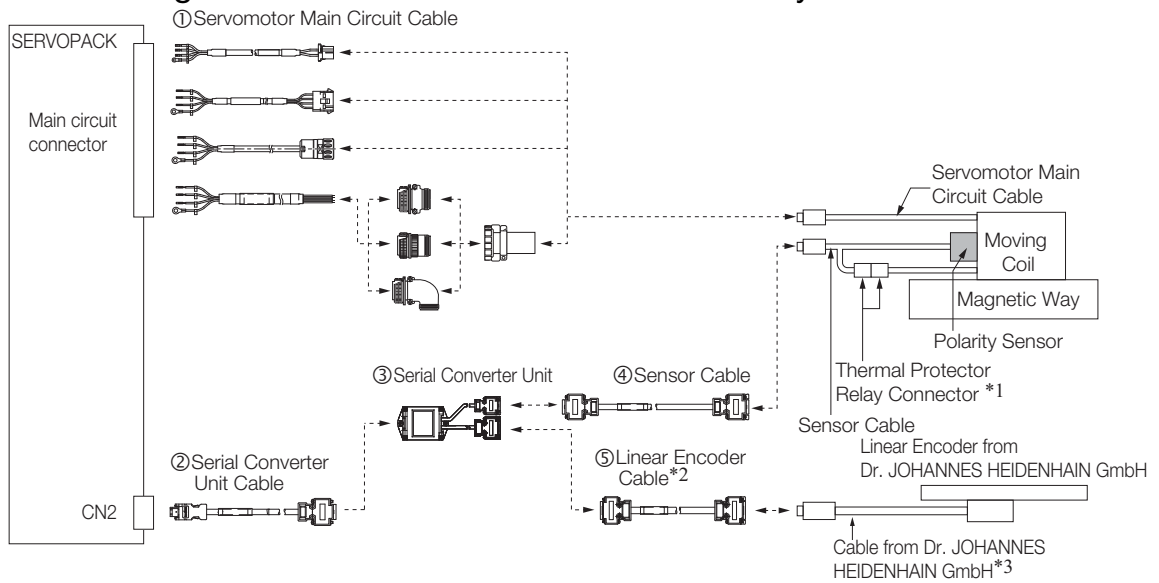 ①Servomotor Main Circuit Cable
SERVOPACK
Main circuit
connector
Servomotor Main
Circuit Cable
Moving
Coil
Magnetic Way
Polarity Sensor
Thermal Protector
Relay Connector *1
Sensor Cable
③Serial Converter Unit
④Sensor Cable
②Serial Converter
Unit Cable
CN2
⑤Linear Encoder
Cable*2
Linear Encoder from
Dr. JOHANNES HEIDENHAIN GmbH
Cable from Dr. JOHANNES
HEIDENHAIN GmbH*3